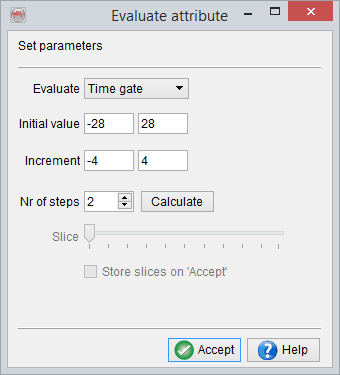 Evaluate attribute
Set parameters
Evaluate Time gate
Initial value -28 28
Increment -4 4
Nr of steps 2 Calculate
Slice
Store slices on 'Accept'
Accept ? Help